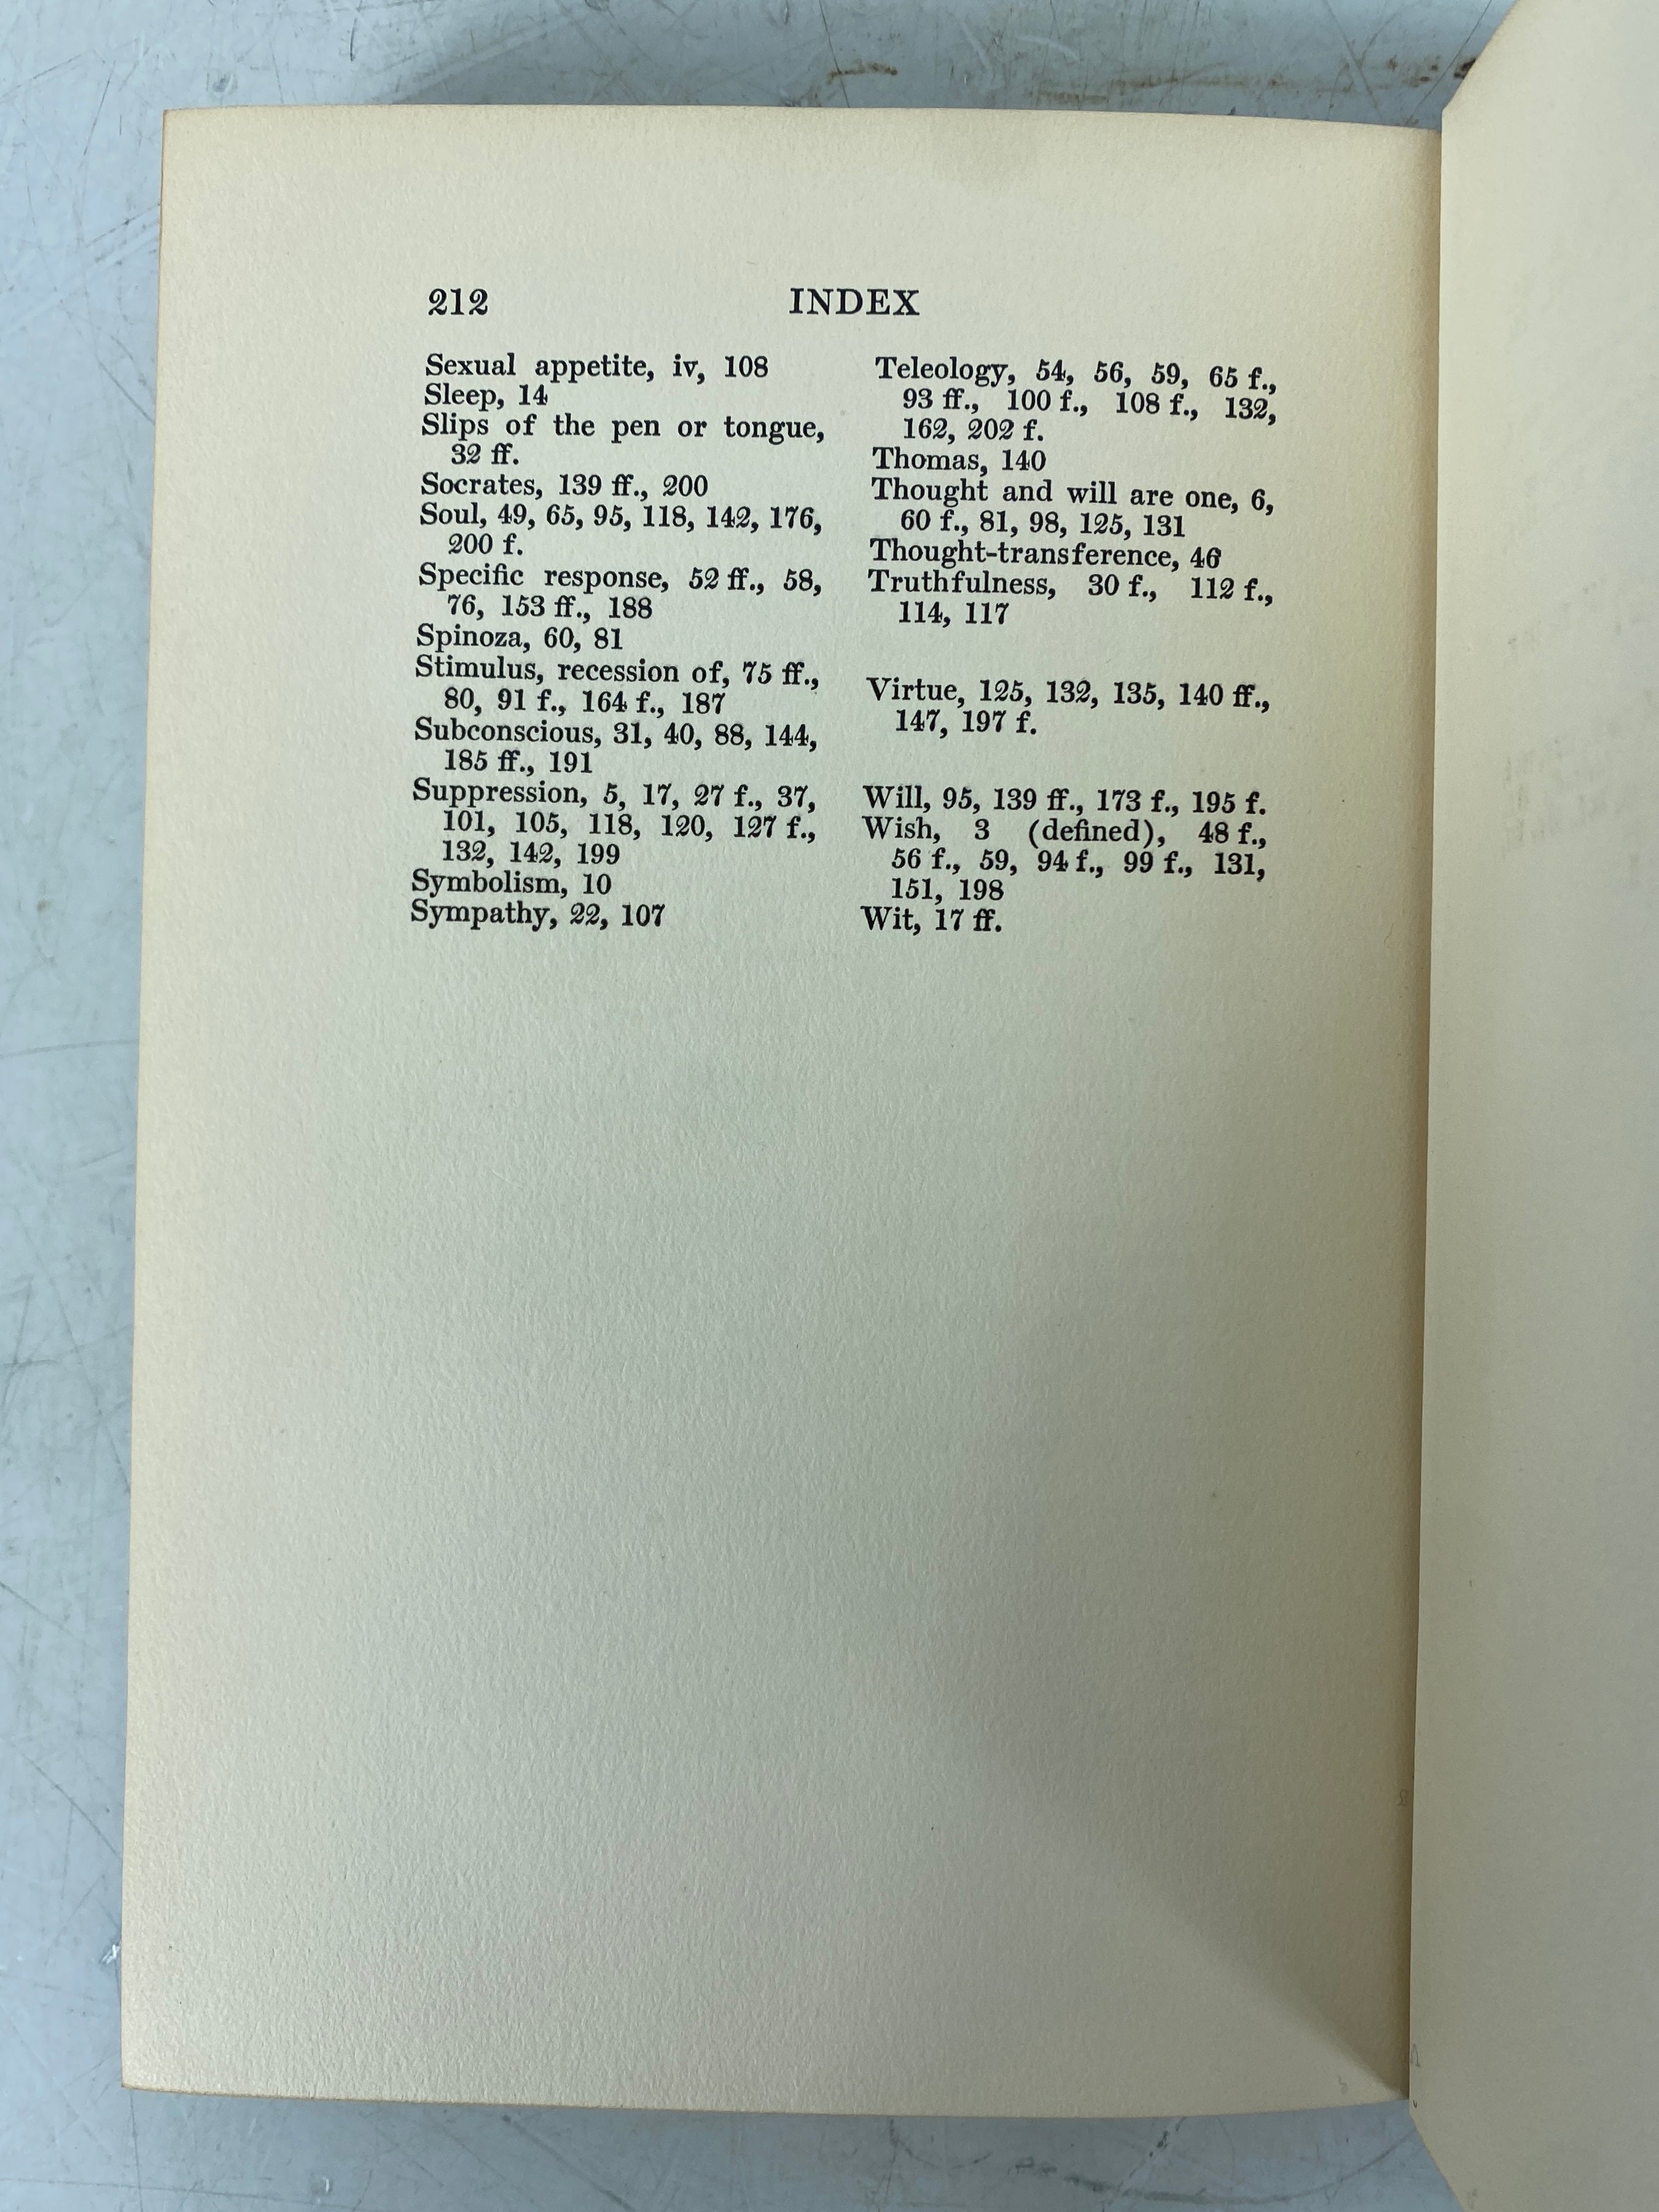 212
INDEX
Sexual appetite, iv, 108
Sleep, 14
Slips of the pen or tongue,
32 ff.
Socrates, 139 ff., 200
Soul, 49, 65, 95, 118, 142, 176,
200 f.
Specific response, 52 ff., 58,
76, 153 ff., 188
Spinoza, 60, 81
Stimulus, recession of, 75 ff.,
80, 91 f., 164 f., 187
Subconscious, 31, 40, 88, 144,
185 ff., 191
Suppression, 5, 17, 27 f., 37,
101, 105, 118, 120, 127 f.,
132, 142, 199
Symbolism, 10
Sympathy, 22, 107
Teleology, 54, 56, 59, 65 f.,
93 ff., 100 f., 108 f., 132,
162, 202 f.
Thomas, 140
Thought and will are one, 6,
60 f., 81, 98, 125, 131
Thought-transference, 46
Truthfulness, 30 f., 112 f.,
114, 117
Virtue, 125, 132, 135, 140 ff.,
147, 197 f.
Will, 95, 139 ff., 173 f., 195 f.
Wish, 3 (defined), 48 f.,
56 f., 59, 94 f., 99 f., 131,
151, 198
Wit, 17 ff.